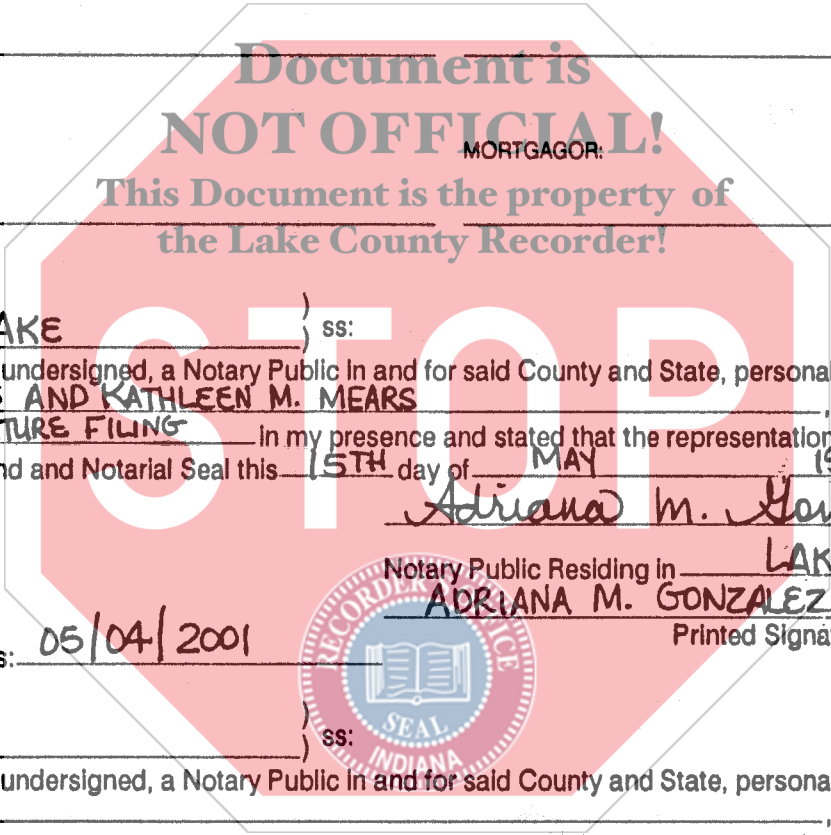 Document is
NOT OFFICIAL!
MORTGAGOR:
This Document is the property of
the Lake County Recorder!
STOP
AKE ) ss:
undersigned, a Notary Public in and for said County and State, personal
AND KATHLEEN M. MEARS ,
TURE FILING in my presence and stated that the representation
nd and Notarial Seal this 15TH day of MAY 19
Adriana M. Gon
Notary Public Residing in LAK
ADRIANA M. GONZALEZ
Printed Signa
s: 05/04/2001
RECORDER'S OFFICE
SEAL
INDIANA
) ss:
undersigned, a Notary Public in and for said County and State, persona
,